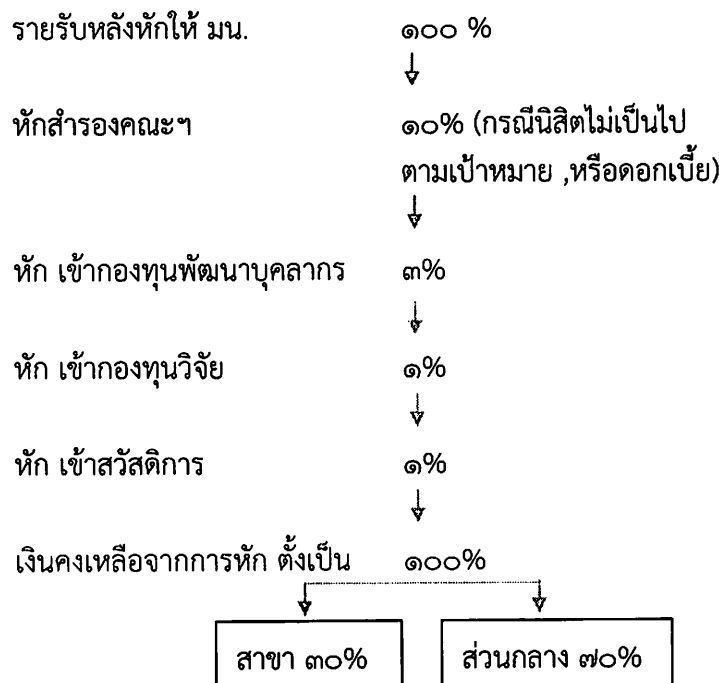 รายรับหลังหักให้ มน. ๑๐๐ %
หักสำรองคณะฯ ๑๐% (กรณีนิสิตไม่เป็นไป
ตามเป้าหมาย ,หรือดอกเบี้ย)
หัก เข้ากองทุนพัฒนาบุคลากร ๓%
หัก เข้ากองทุนวิจัย ๑%
หัก เข้าสวัสดิการ ๑%
เงินคงเหลือจากการหัก ตั้งเป็น ๑๐๐%
สาขา ๓๐% ส่วนกลาง ๗๐%